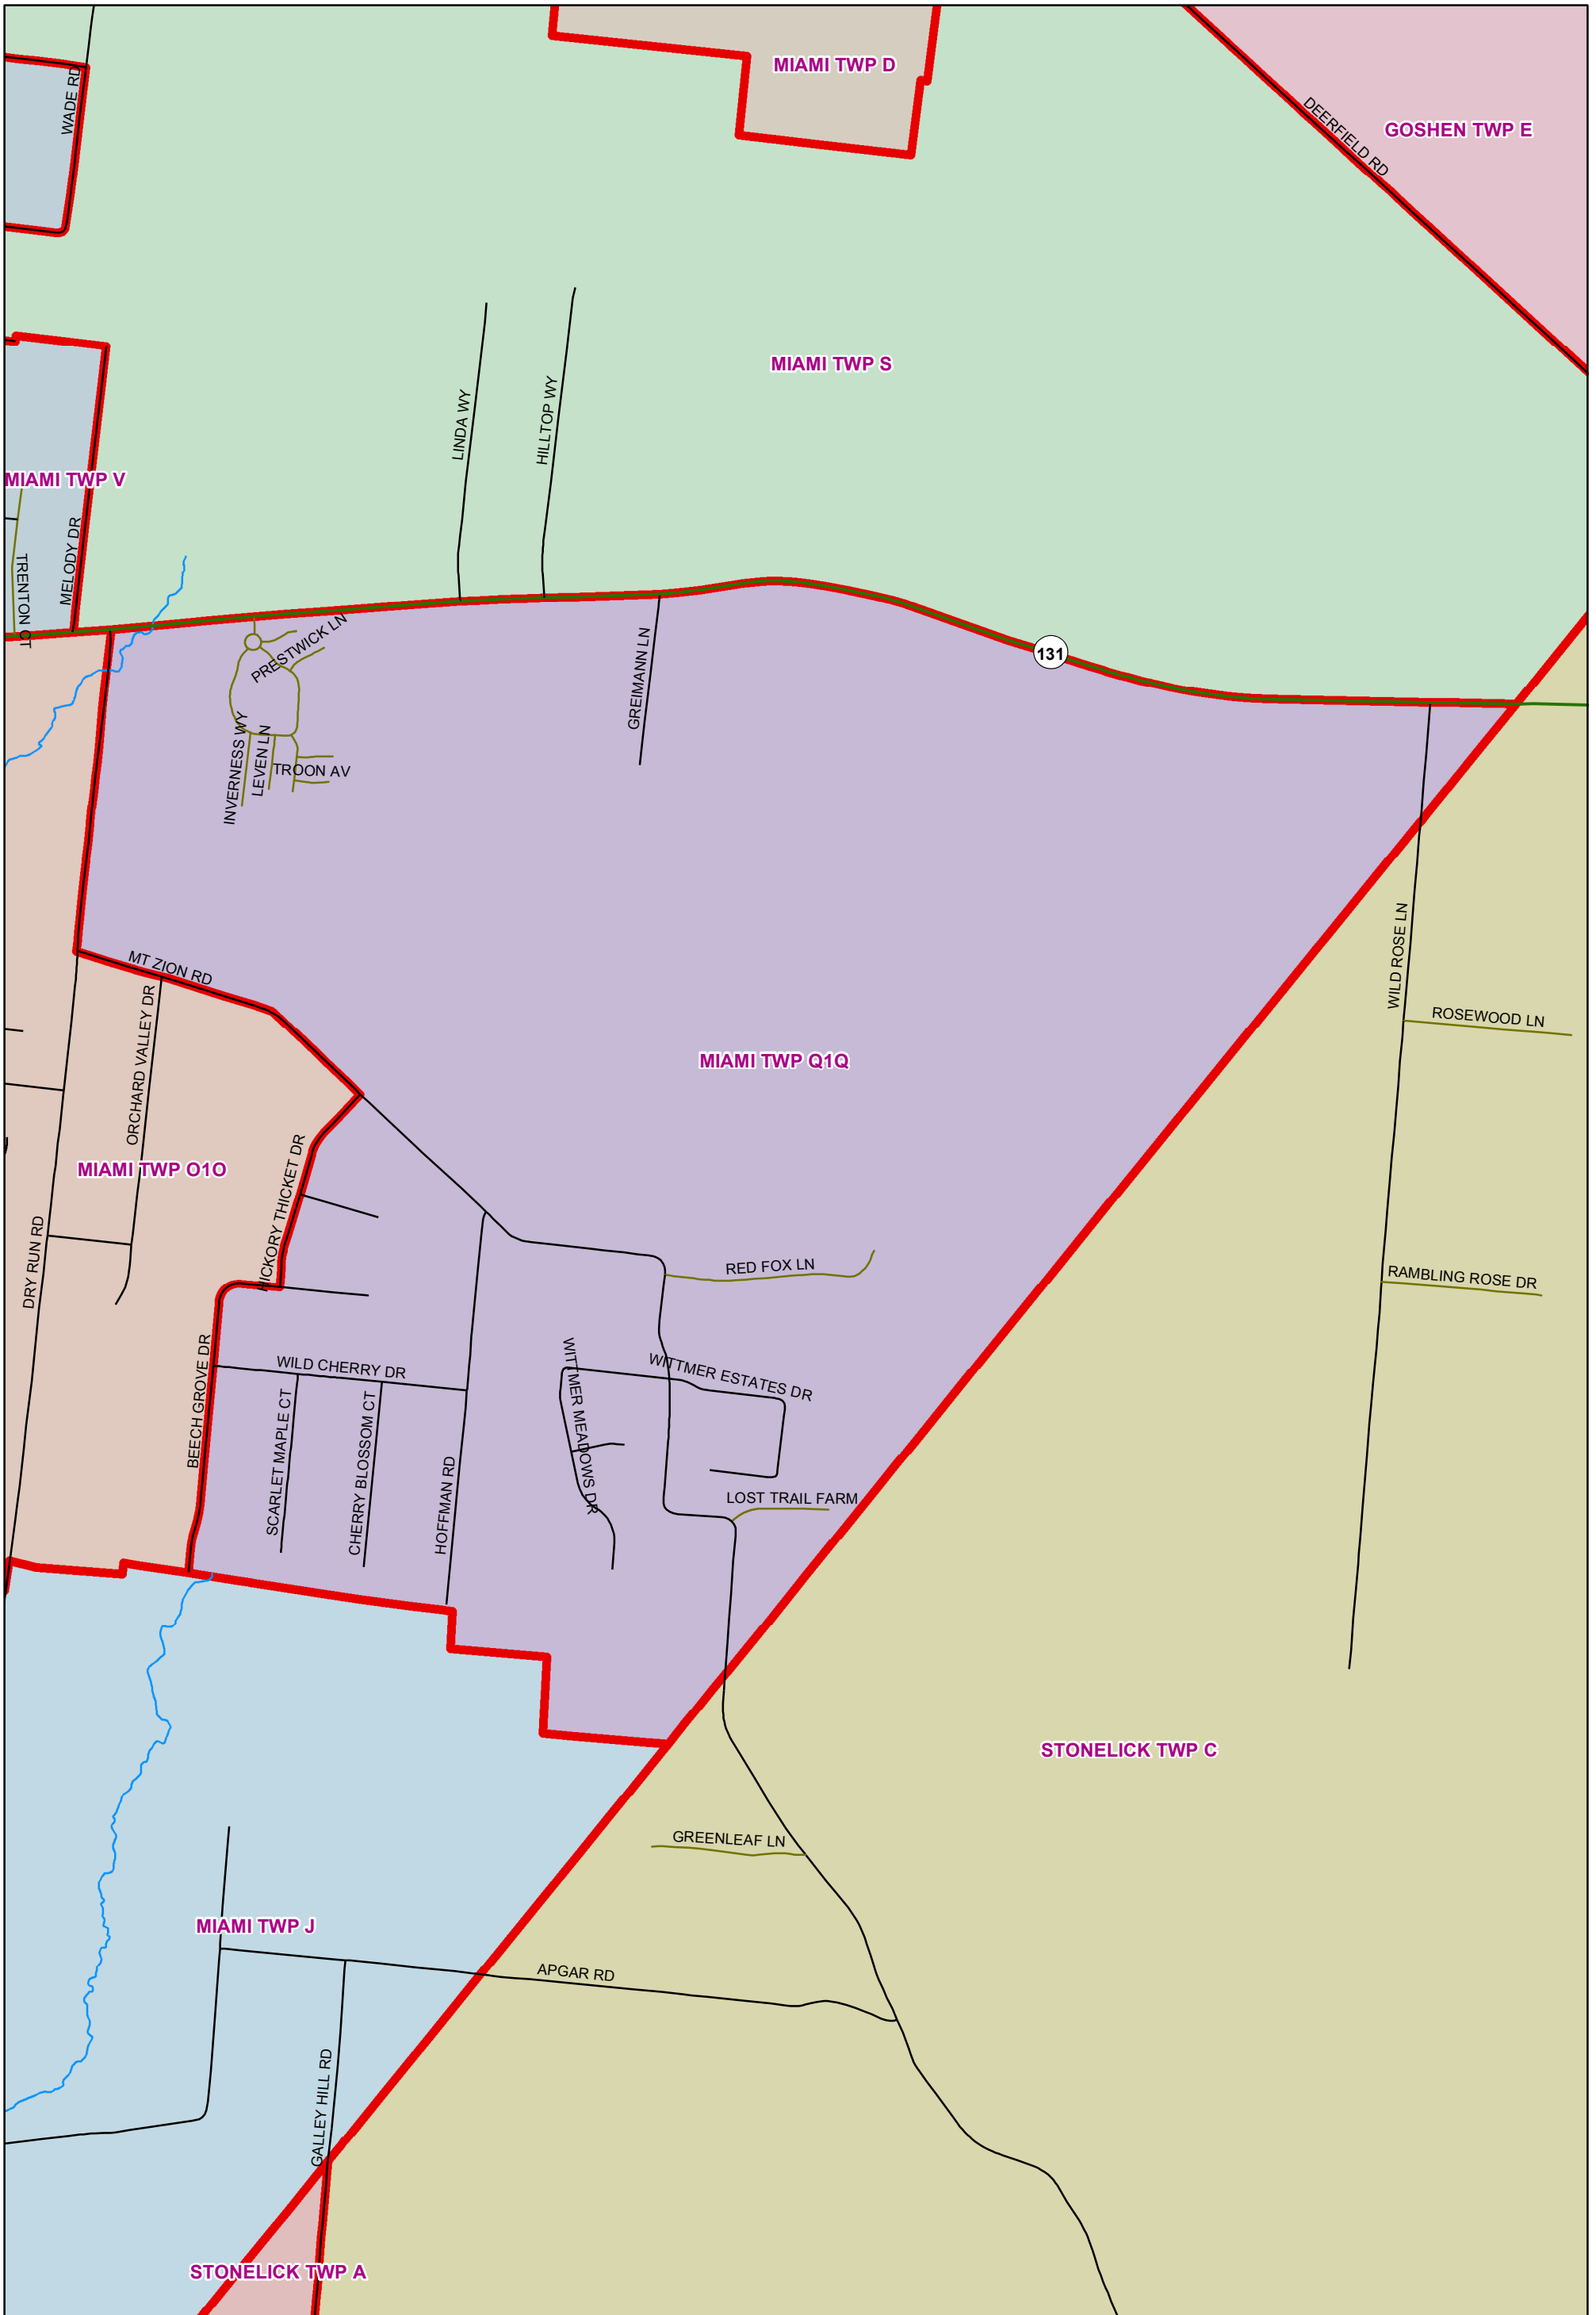 MIAMI TWP D
WADE RD
GOSHEN TWP E
DEERFIELD RD
MIAMI TWP S
LINDA WY
HILLTOP WY
MIAMI TWP V
MELODY DR
TRENTON CT
PRESTWICK LN
131
GREIMANN LN
INVERNESS WY
LEVEN LN
TROON AV
MT ZION RD
WILD ROSE LN
ORCHARD VALLEY DR
ROSEWOOD LN
MIAMI TWP Q1Q
MIAMI TWP O1O
HICKORY THICKET DR
DRY RUN RD
RED FOX LN
RAMBLING ROSE DR
BEECH GROVE DR
WILD CHERRY DR
WITTMER ESTATES DR
WITTMER MEADOWS DR
SCARLET MAPLE CT
CHERRY BLOSSOM CT
HOFFMAN RD
LOST TRAIL FARM
STONELICK TWP C
GREENLEAF LN
MIAMI TWP J
APGAR RD
GALLEY HILL RD
STONELICK TWP A